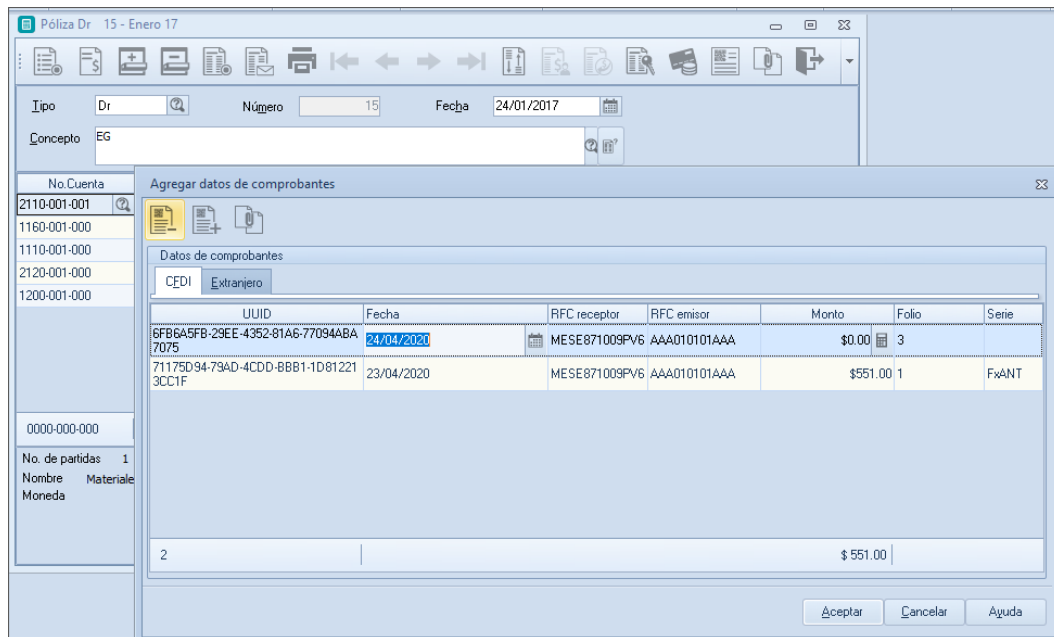 Póliza Dr 15 - Enero 17
Tipo Dr Número 15 Fecha 24/01/2017
Concepto EG
No.Cuenta
2110-001-001
1160-001-000
1110-001-000
2120-001-000
1200-001-000
0000-000-000
No. de partidas 1
Nombre Materiale
Moneda
Agregar datos de comprobantes
Datos de comprobantes
CFDI Extranjero
UUID Fecha RFC receptor RFC emisor Monto Folio Serie
6FB6A5FB-29EE-4352-81A6-77094ABA
7075 24/04/2020 MESE871009PV6 AAA010101AAA $0.00 3
71175D94-79AD-4CDD-BBB1-1D81221
3CC1F 23/04/2020 MESE871009PV6 AAA010101AAA $551.00 1 FxANT
2 $ 551.00
Aceptar Cancelar Ayuda